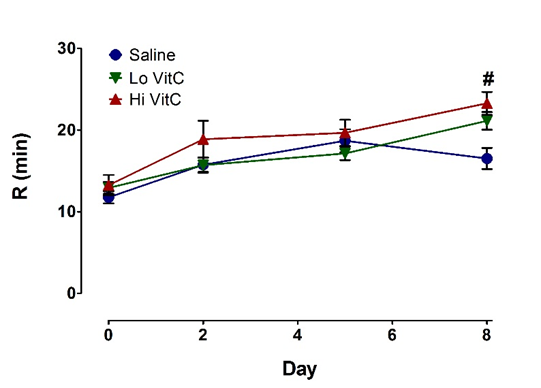 30
Saline
Lo VitC
Hi VitC
#
20
R (min)
10
0
0 2 4 6 8
Day